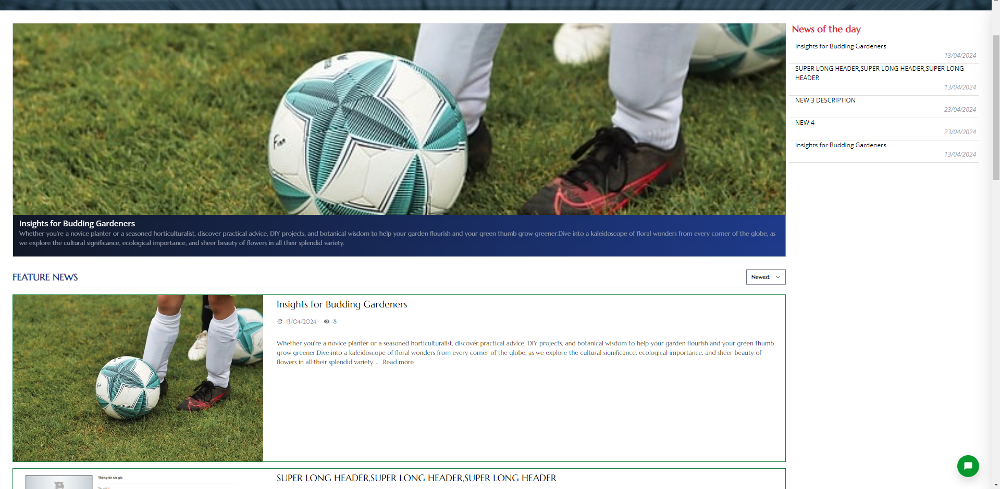 News of the day
Insights for Budding Gardeners
13/04/2024
SUPER LONG HEADER,SUPER LONG HEADER,SUPER LONG
HEADER
13/04/2024
NEW 3 DESCRIPTION
23/04/2024
NEW 4
23/04/2024
Insights for Budding Gardeners
13/04/2024
Insights for Budding Gardeners
Whether you're a novice planter or a seasoned horticulturalist, discover practical advice, DIY projects, and botanical wisdom to help your garden flourish and your green thumb grow greener.Dive into a kaleidoscope of floral wonders from every corner of the globe, as
we explore the cultural significance, ecological importance, and sheer beauty of flowers in all their splendid variety.
FEATURE NEWS
Newest
Insights for Budding Gardeners
13/04/2024 8
Whether you're a novice planter or a seasoned horticulturalist, discover practical advice, DIY projects, and botanical wisdom to help your garden flourish and your green thumb
grow greener.Dive into a kaleidoscope of floral wonders from every corner of the globe, as we explore the cultural significance, ecological importance, and sheer beauty of
flowers in all their splendid variety. ... Read more
Thông tin tác giả
SUPER LONG HEADER,SUPER LONG HEADER,SUPER LONG HEADER